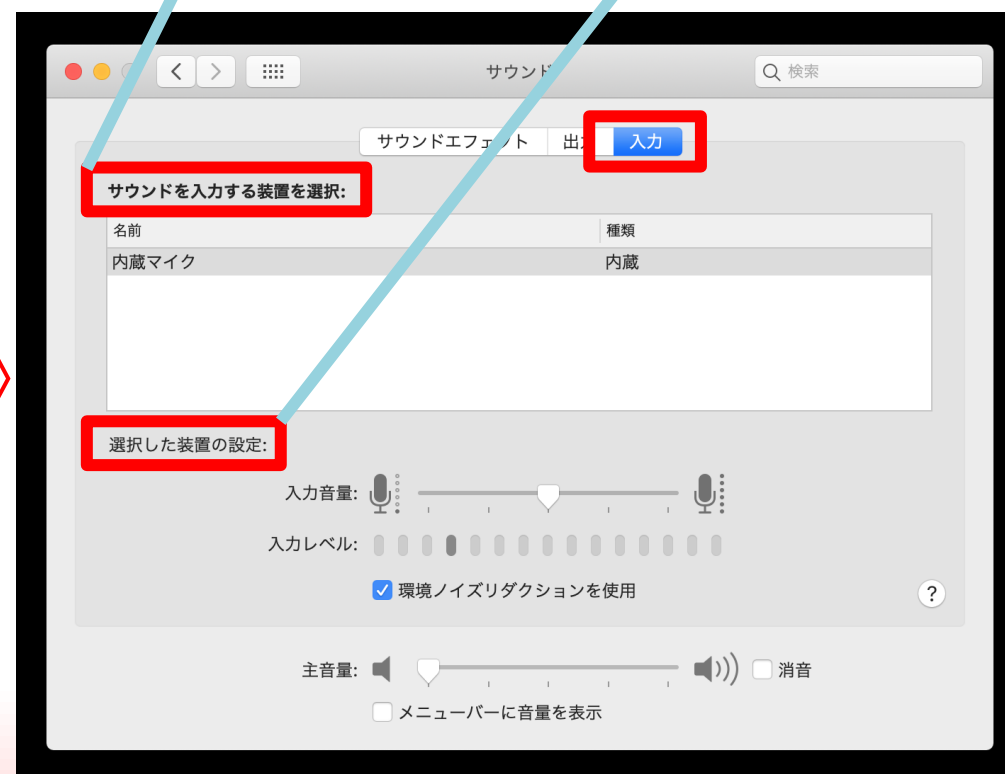 サウンド
検索
サウンドエフェクト 出力 入力
サウンドを入力する装置を選択:
名前 種類
内蔵マイク 内蔵
選択した装置の設定:
入力音量:
入力レベル:
環境ノイズリダクションを使用
?
主音量: 消音
メニューバーに音量を表示